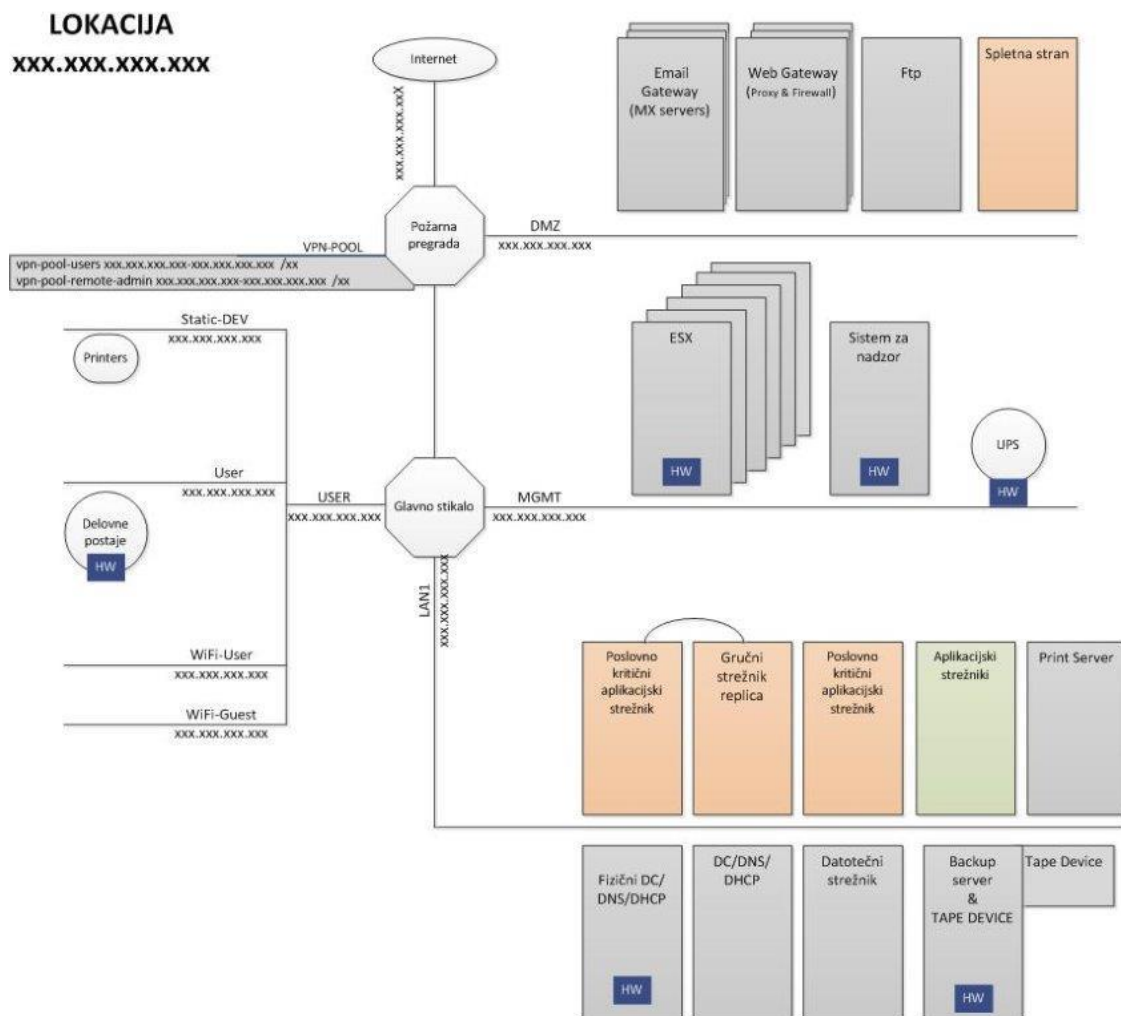 LOKACIJA
xxx.xxx.xxx.xxx
Internet
xxx.xxx.xxx.xxX
Email
Gateway
(MX servers)
Web Gateway
(Proxy & Firewall)
Ftp
Spletna stran
Požarna
pregrada
DMZ
xxx.xxx.xxx.xxx
VPN-POOL
vpn-pool-users xxx.xxx.xxx.xxx-xxx.xxx.xxx.xxx /xx
vpn-pool-remote-admin xxx.xxx.xxx.xxx-xxx.xxx.xxx.xxx /xx
Static-DEV
xxx.xxx.xxx.xxx
Printers
ESX
HW
Sistem za
nadzor
HW
UPS
HW
User
xxx.xxx.xxx.xxx
Delovne
postaje
HW
USER
xxx.xxx.xxx.xxx
Glavno stikalo
MGMT
xxx.xxx.xxx.xxx
LAN1
xxx.xxx.xxx.xxx
WiFi-User
xxx.xxx.xxx.xxx
WiFi-Guest
xxx.xxx.xxx.xxx
Poslovno
kritični
aplikacijski
strežnik
Gručni
strežnik
replica
Poslovno
kritični
aplikacijski
strežnik
Aplikacijski
strežniki
Print Server
Fizični DC/
DNS/DHCP
HW
DC/DNS/
DHCP
Datotečni
strežnik
Backup
server
&
TAPE DEVICE
HW
Tape Device